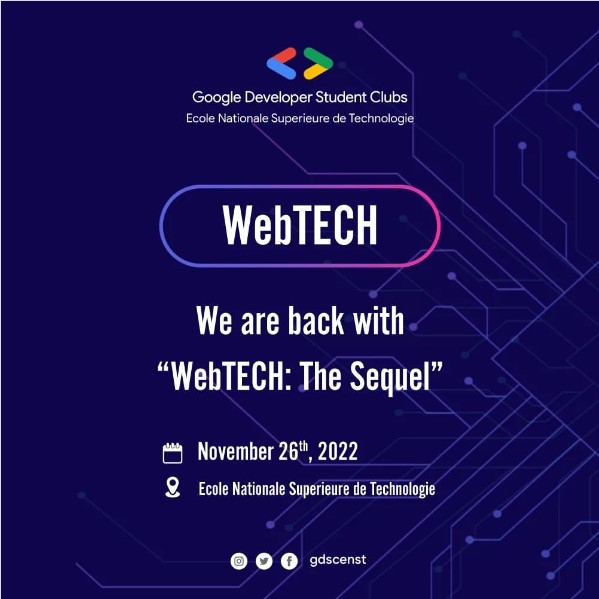 Google Developer Student Clubs
Ecole Nationale Superieure de Technologie
WebTECH
We are back with
“WebTECH: The Sequel”
November 26th, 2022
Ecole Nationale Superieure de Technologie
gdscenst